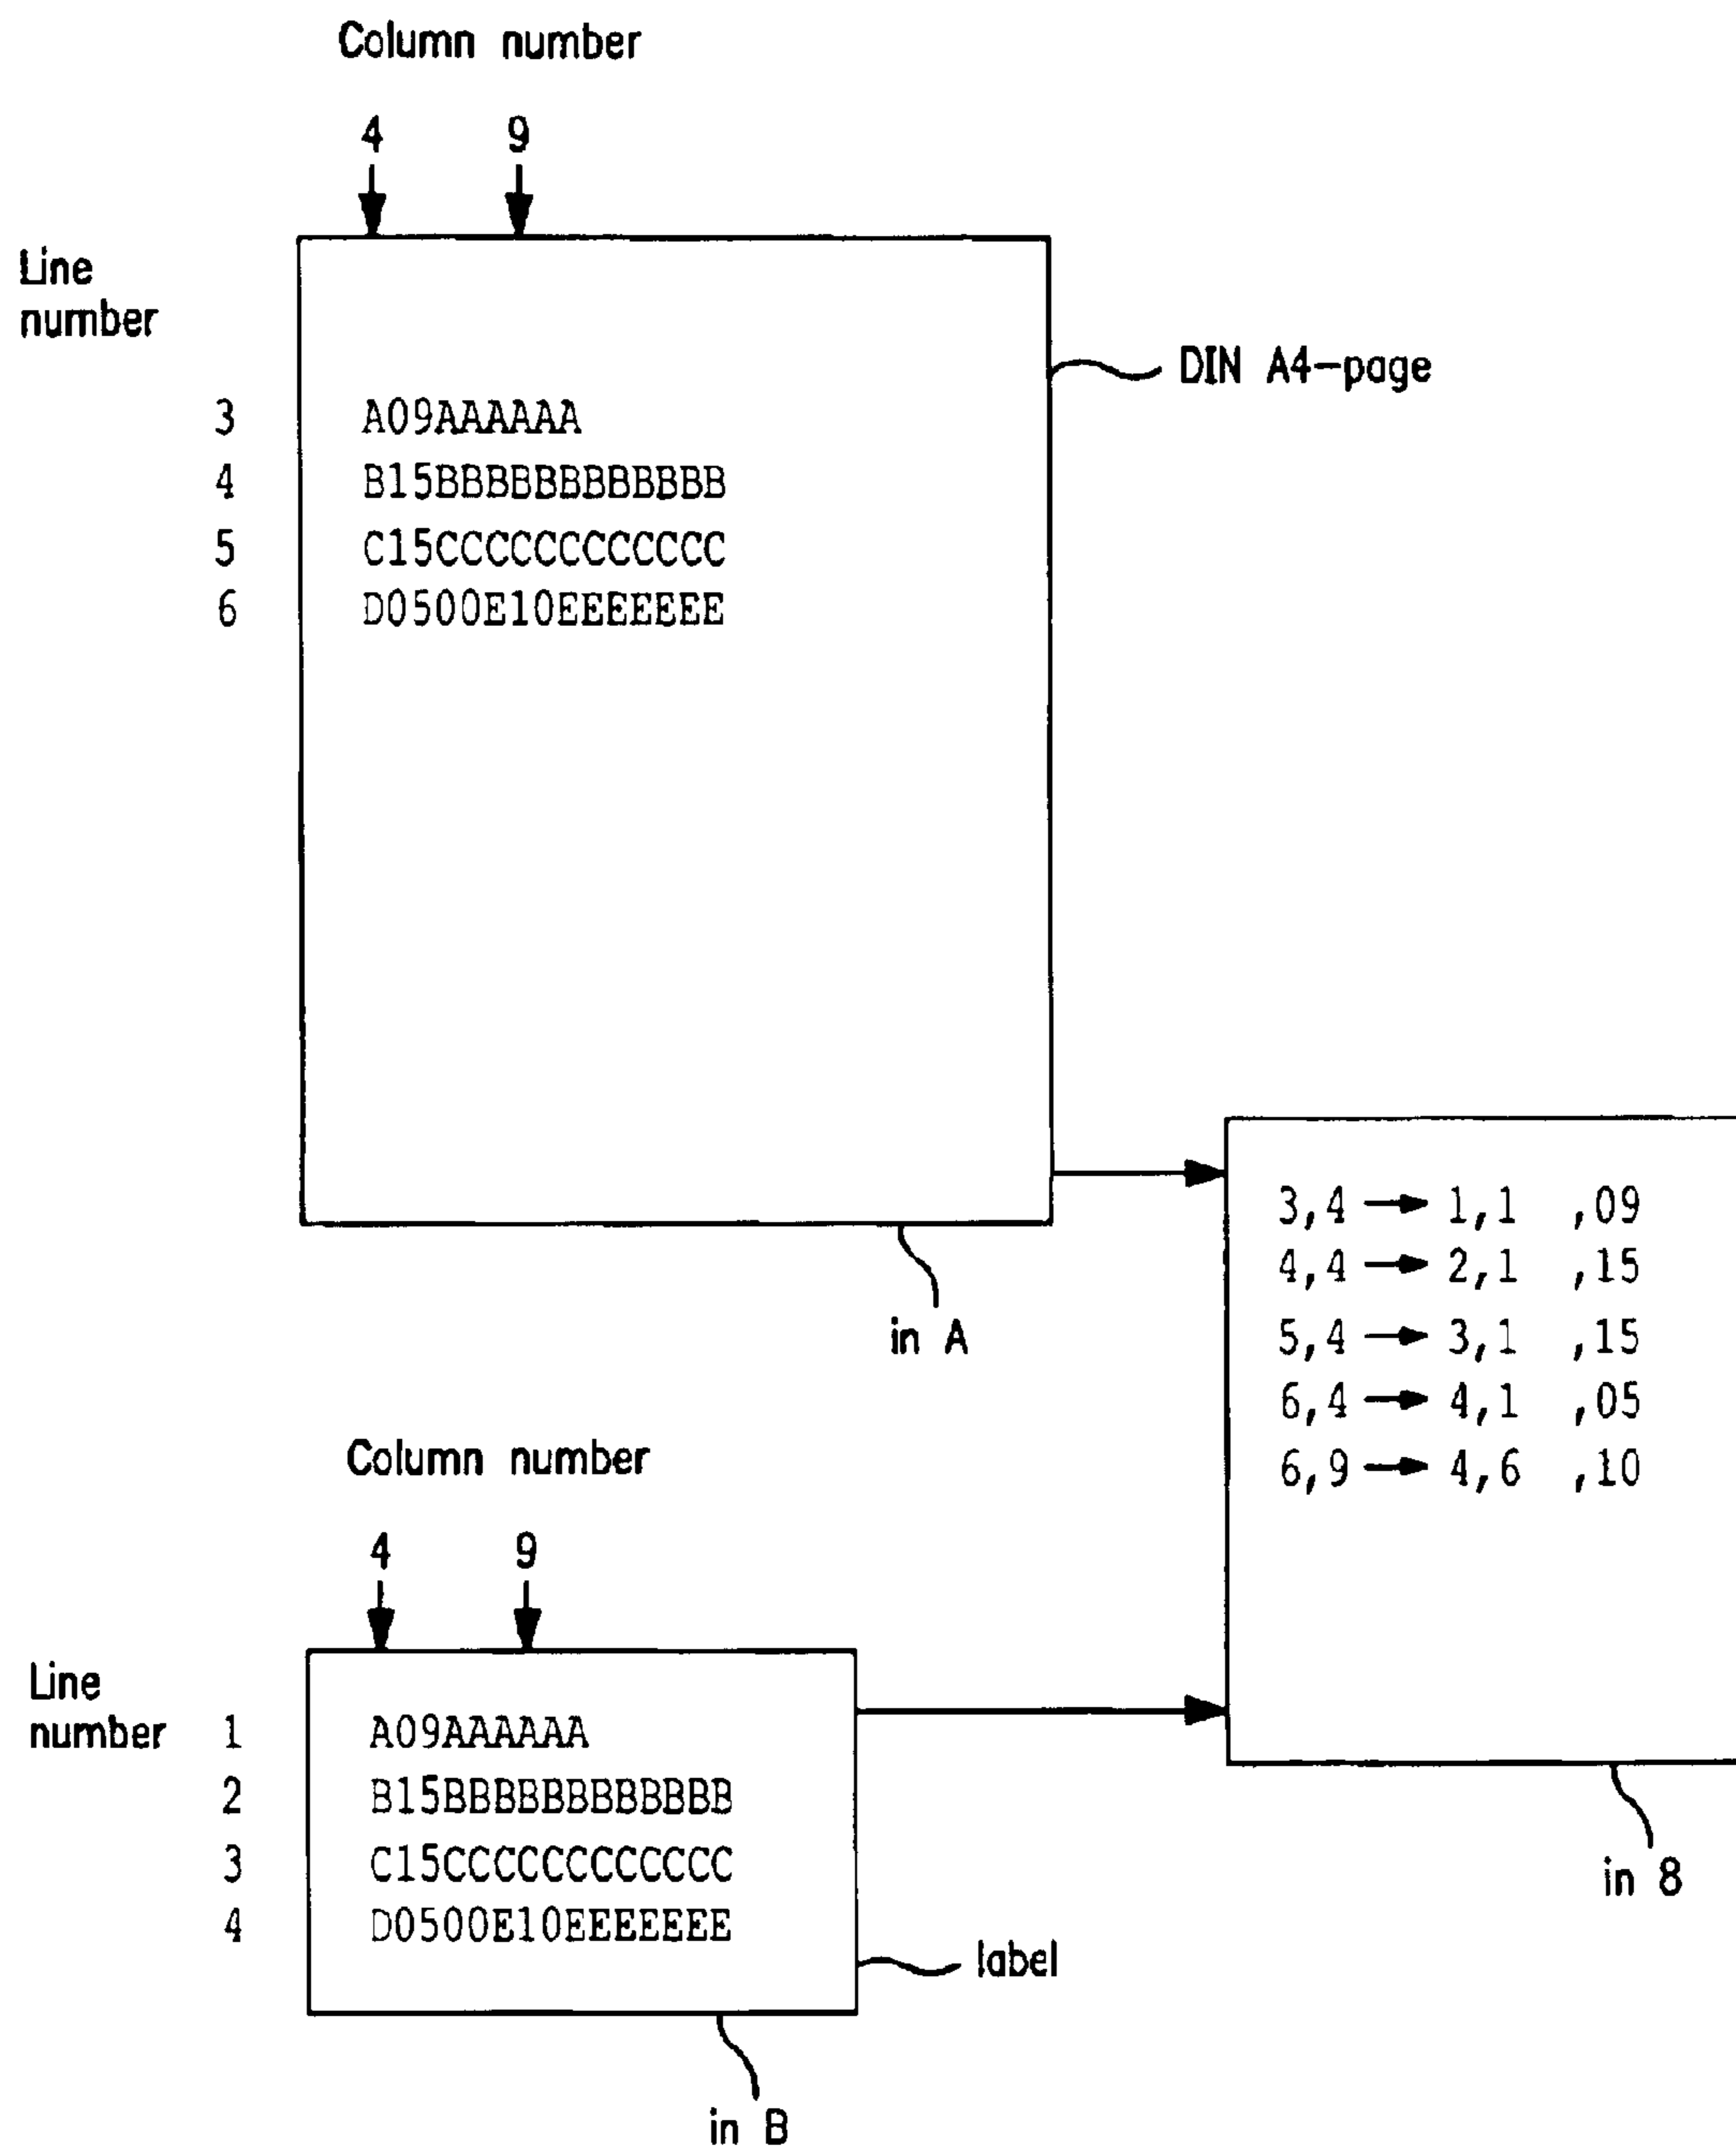 Column number
4 9
Line
number
DIN A4-page
3 A09AAAAAA
4 B15BBBBBBBBBBBB
5 C15CCCCCCCCCCCC
6 D0500E10EEEEEEE
in A
3,4 → 1,1 ,09
4,4 → 2,1 ,15
5,4 → 3,1 ,15
6,4 → 4,1 ,05
6,9 → 4,6 ,10
in 8
Column number
4 9
Line
number
1 A09AAAAAA
2 B15BBBBBBBBBBBB
3 C15CCCCCCCCCCCC
4 D0500E10EEEEEEE
label
in B